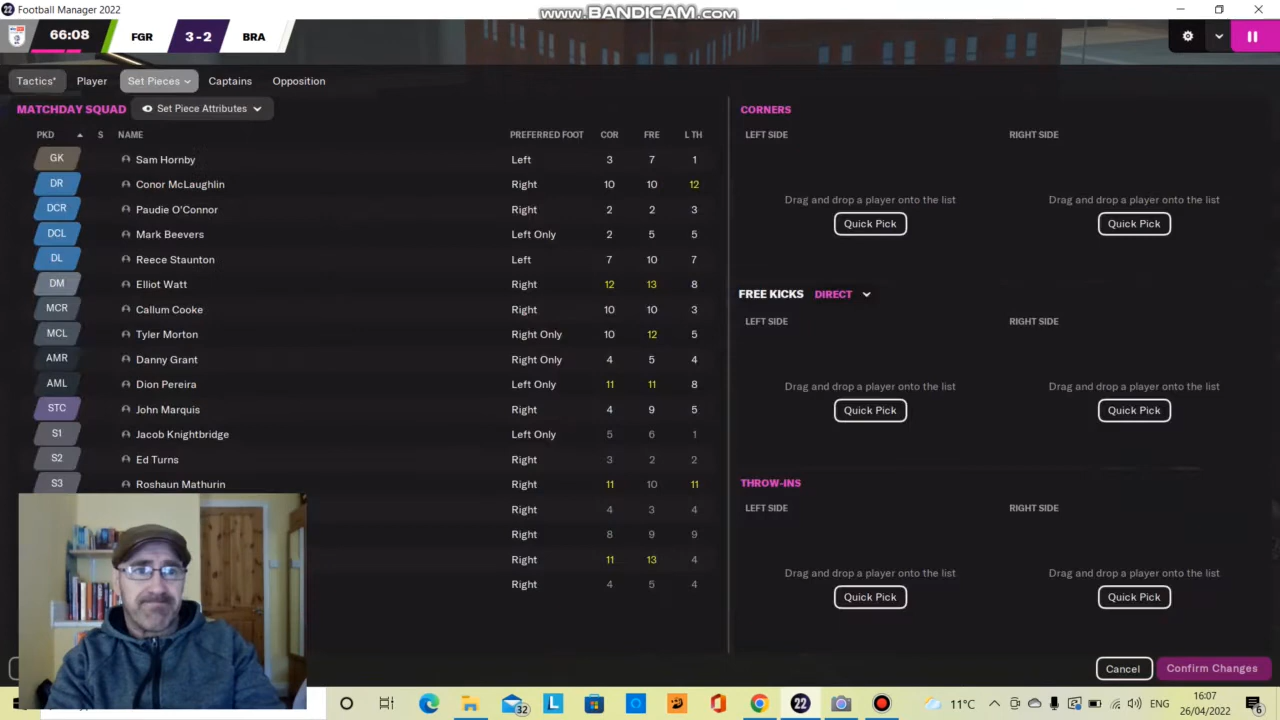 Football Manager 2022
www.BANDICAM.com
66:08
FGR
3 - 2
BRA
Tactics*
Player
Set Pieces
Captains
Opposition
MATCHDAY SQUAD
Set Piece Attributes
PKD S NAME PREFERRED FOOT COR FRE L TH
GK Sam Hornby Left 3 7 1
DR Conor McLaughlin Right 10 10 12
DCR Paudie O'Connor Right 2 2 3
DCL Mark Beevers Left Only 2 5 5
DL Reece Staunton Left 7 10 7
DM Elliot Watt Right 12 13 8
MCR Callum Cooke Right 10 10 3
MCL Tyler Morton Right Only 10 12 5
AMR Danny Grant Right Only 4 5 4
AML Dion Pereira Left Only 11 11 8
STC John Marquis Right 4 9 5
S1 Jacob Knightbridge Left Only 5 6 1
S2 Ed Turns Right 3 2 2
S3 Roshaun Mathurin Right 11 10 11
Right 4 3 4
Right 8 9 9
Right 11 13 4
Right 4 5 4
CORNERS
LEFT SIDE RIGHT SIDE
Drag and drop a player onto the list Drag and drop a player onto the list
Quick Pick Quick Pick
FREE KICKS DIRECT
LEFT SIDE RIGHT SIDE
Drag and drop a player onto the list Drag and drop a player onto the list
Quick Pick Quick Pick
THROW-INS
LEFT SIDE RIGHT SIDE
Drag and drop a player onto the list Drag and drop a player onto the list
Quick Pick Quick Pick
Cancel Confirm Changes
32
L
22
11°C
ENG
16:07
26/04/2022
6